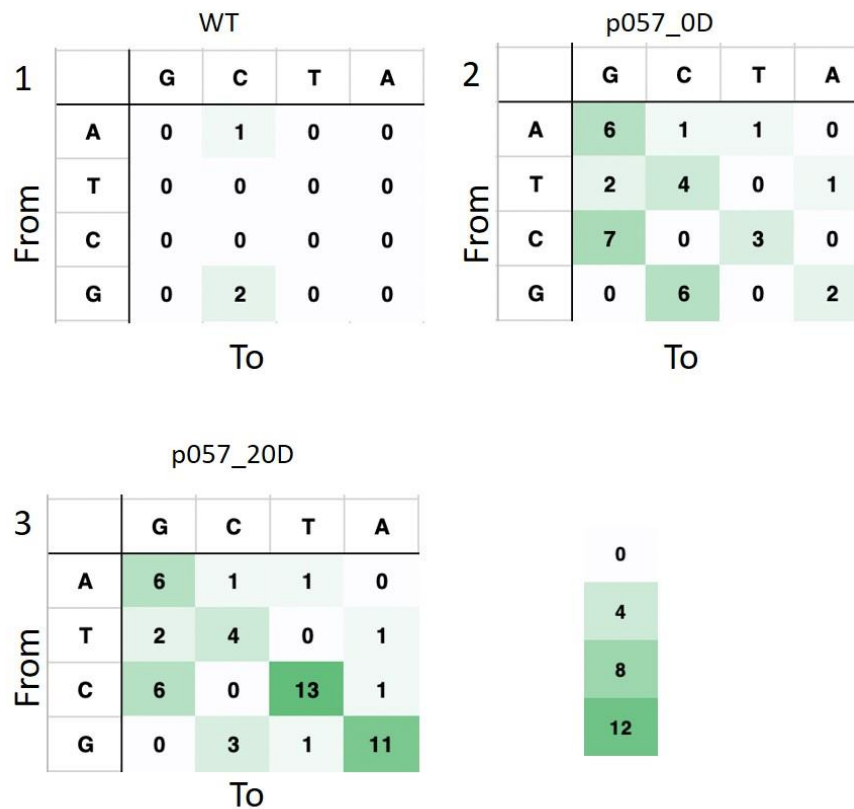 WT
1
G C T A
A 0 1 0 0
T 0 0 0 0
C 0 0 0 0
G 0 2 0 0
From
To
p057_0D
2
G C T A
A 6 1 1 0
T 2 4 0 1
C 7 0 3 0
G 0 6 0 2
From
To
p057_20D
3
G C T A
A 6 1 1 0
T 2 4 0 1
C 6 0 13 1
G 0 3 1 11
From
To
0
4
8
12